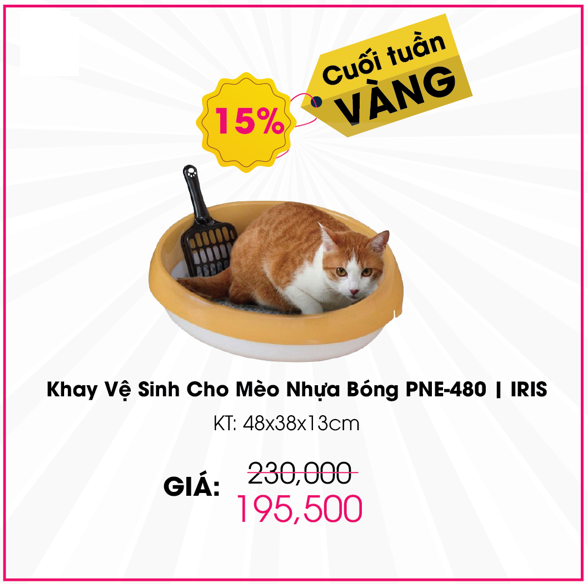 Cuối tuần
VÀNG
15%
Khay Vệ Sinh Cho Mèo Nhựa Bóng PNE-480 | IRIS
KT: 48x38x13cm
GIÁ: 230,000
195,500